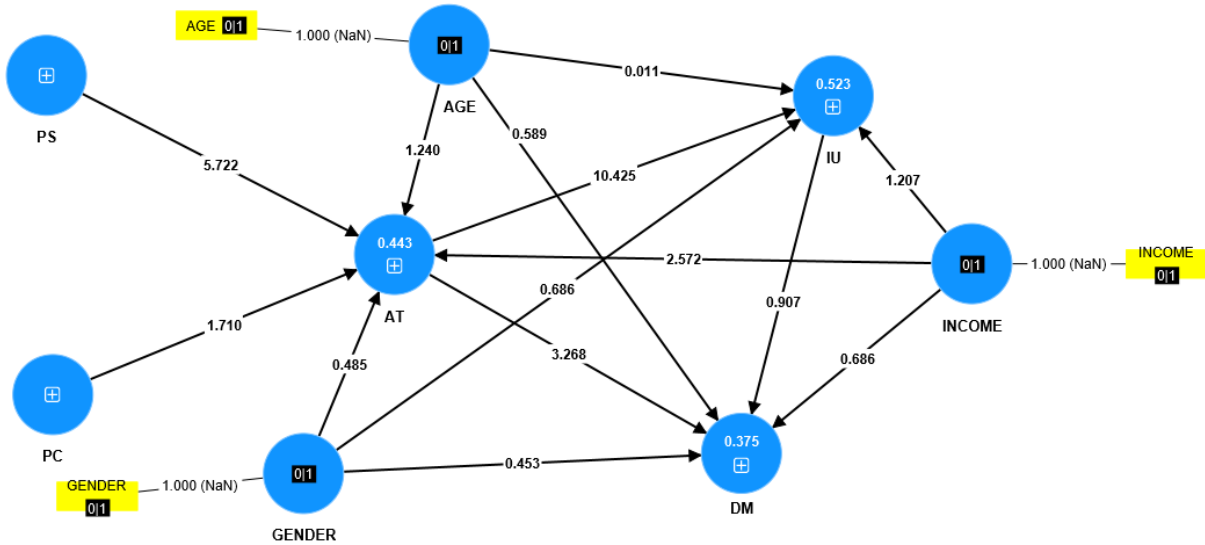 AGE 0|1
1.000 (NaN)
0|1
AGE
PS
0.011
0.523
IU
0.589
1.240
5.722
10.425
1.207
0.443
AT
2.572
0|1
1.000 (NaN)
INCOME
0|1
INCOME
0.686
0.907
1.710
0.485
3.268
0.686
PC
0.375
DM
0.453
0|1
GENDER
1.000 (NaN)
GENDER
0|1